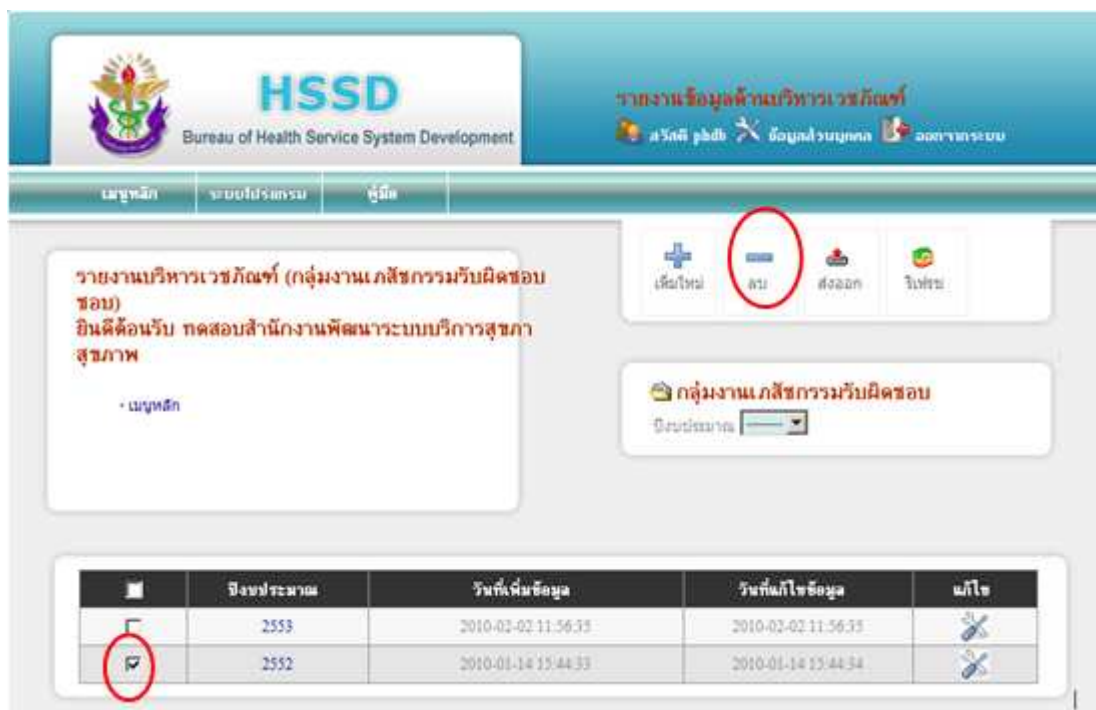 HSSD
Bureau of Health Service System Development
รายงานข้อมูลด้านบริหารเวชภัณฑ์
สวัสดี phdb ข้อมูลส่วนบุคคล ออกจากระบบ
เมนูหลัก ระบบโปรแกรม คู่มือ
เพิ่มใหม่ ลบ ส่งออก รีเฟรช
รายงานบริหารเวชภัณฑ์ (กลุ่มงานเภสัชกรรมรับผิดชอบ
ชอบ)
ยินดีต้อนรับ ทดสอบสำนักงานพัฒนาระบบบริการสุขภา
สุขภาพ
เมนูหลัก
กลุ่มงานเภสัชกรรมรับผิดชอบ
ปีงบประมาณ
ปีงบประมาณ วันที่เพิ่มข้อมูล วันที่แก้ไขข้อมูล แก้ไข
2553 2010-02-02 11:56:35 2010-02-02 11:56:35
2552 2010-01-14 15:44:33 2010-01-14 15:44:34